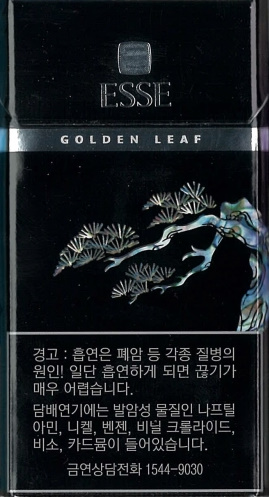 ESSE
GOLDEN LEAF
경고 : 흡연은 폐암 등 각종 질병의
원인! 일단 흡연하게 되면 끊기가
매우 어렵습니다.
담배연기에는 발암성 물질인 나프틸
아민, 니켈, 벤젠, 비닐 크롤라이드,
비소, 카드뮴이 들어있습니다.
금연상담전화 1544-9030